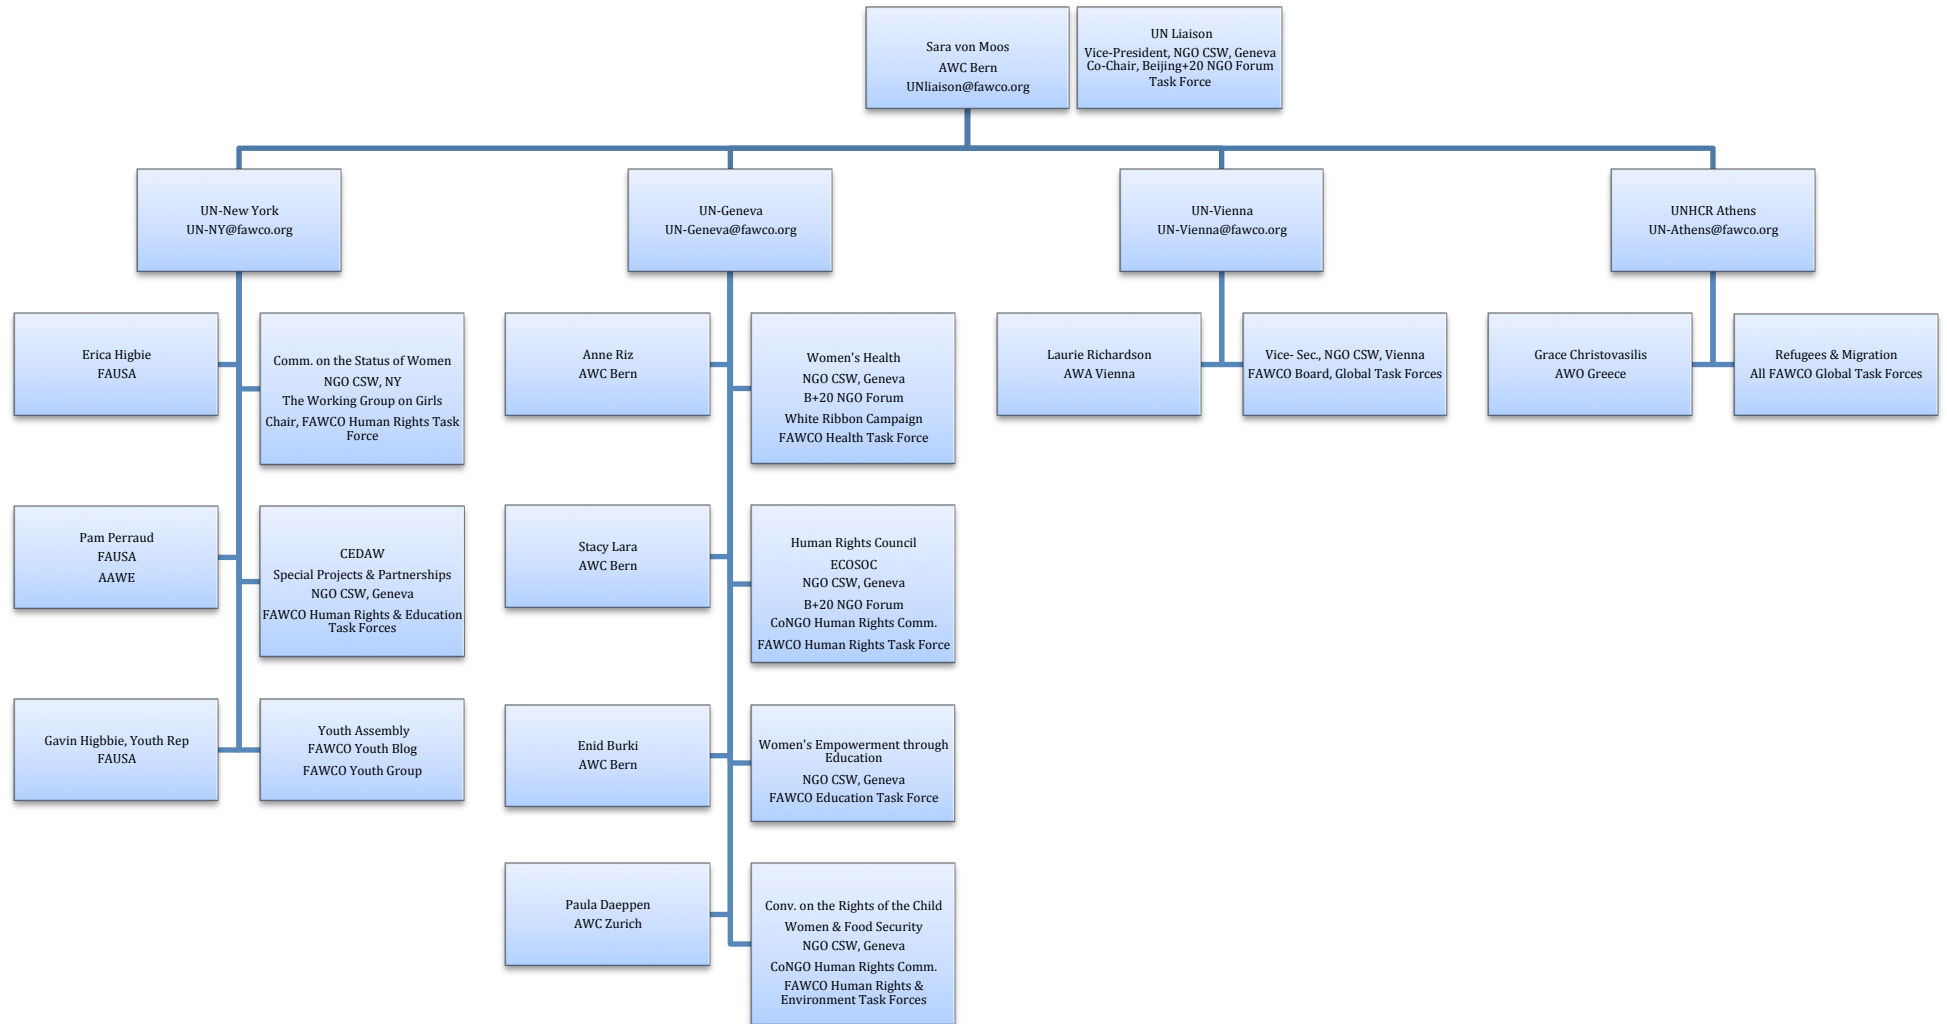 Sara von Moos
AWC Bern
UNliaison@fawco.org
UN Liaison
Vice-President, NGO CSW, Geneva
Co-Chair, Beijing+20 NGO Forum
Task Force
UN-New York
UN-NY@fawco.org
UN-Geneva
UN-Geneva@fawco.org
UN-Vienna
UN-Vienna@fawco.org
UNHCR Athens
UN-Athens@fawco.org
Erica Higbie
FAUSA
Comm. on the Status of Women
NGO CSW, NY
The Working Group on Girls
Chair, FAWCO Human Rights Task
Force
Pam Perraud
FAUSA
AAWE
CEDAW
Special Projects & Partnerships
NGO CSW, Geneva
FAWCO Human Rights & Education
Task Forces
Gavin Higbbie, Youth Rep
FAUSA
Youth Assembly
FAWCO Youth Blog
FAWCO Youth Group
Anne Riz
AWC Bern
Women's Health
NGO CSW, Geneva
B+20 NGO Forum
White Ribbon Campaign
FAWCO Health Task Force
Stacy Lara
AWC Bern
Human Rights Council
ECOSOC
NGO CSW, Geneva
B+20 NGO Forum
CoNGO Human Rights Comm.
FAWCO Human Rights Task Force
Enid Burki
AWC Bern
Women's Empowerment through
Education
NGO CSW, Geneva
FAWCO Education Task Force
Paula Daeppen
AWC Zurich
Conv. on the Rights of the Child
Women & Food Security
NGO CSW, Geneva
CoNGO Human Rights Comm.
FAWCO Human Rights &
Environment Task Forces
Laurie Richardson
AWA Vienna
Vice- Sec., NGO CSW, Vienna
FAWCO Board, Global Task Forces
Grace Christovasilis
AWO Greece
Refugees & Migration
All FAWCO Global Task Forces